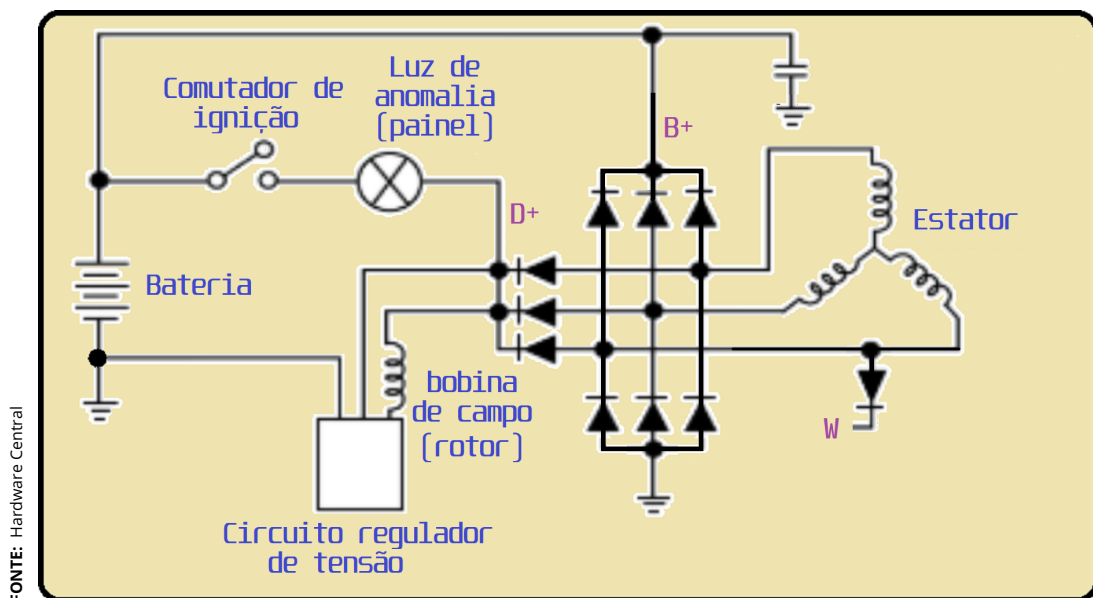 Comutador de
ignição
Luz de
anomalia
(painel)
B+
D+
Estator
Bateria
bobina
de campo
(rotor)
W
Circuito regulador
de tensão
FONTE: Hardware Central